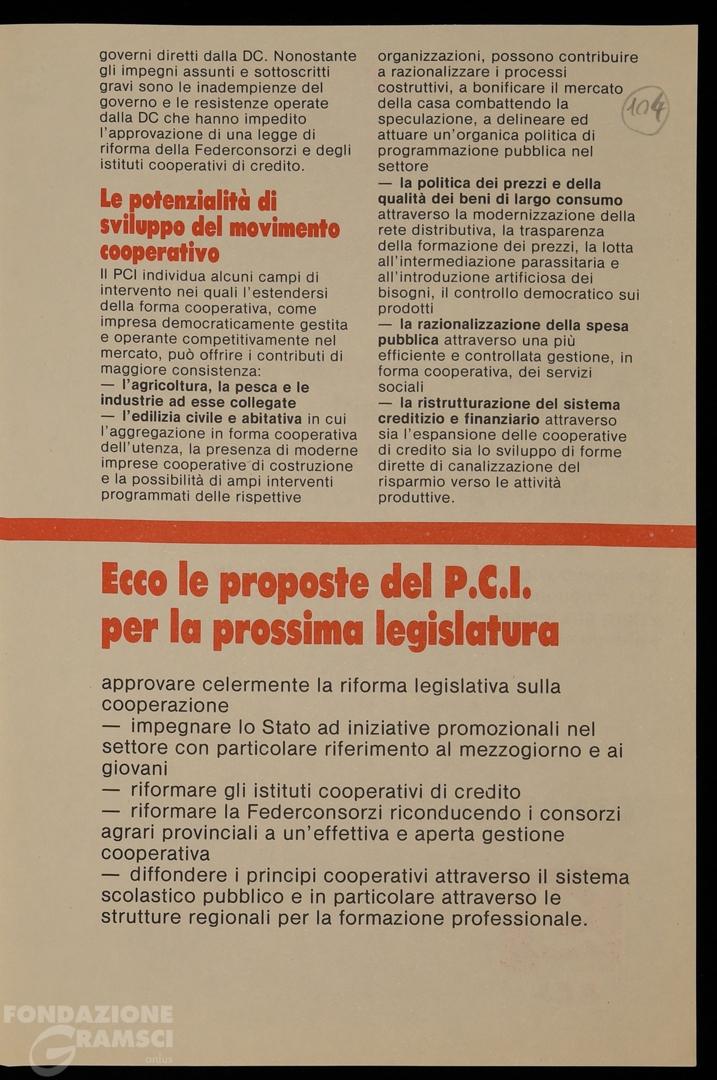 governi diretti dalla DC. Nonostante
gli impegni assunti e sottoscritti
gravi sono le inadempienze del
governo e le resistenze operate
dalla DC che hanno impedito
l'approvazione di una legge di
riforma della Federconsorzi e degli
istituti cooperativi di credito.
Le potenzialità di
sviluppo del movimento
cooperativo
Il PCI individua alcuni campi di
intervento nei quali l'estendersi
della forma cooperativa, come
impresa democraticamente gestita
e operante competitivamente nel
mercato, può offrire i contributi di
maggiore consistenza:
— l'agricoltura, la pesca e le
industrie ad esse collegate
— l'edilizia civile e abitativa in cui
l'aggregazione in forma cooperativa
dell'utenza, la presenza di moderne
imprese cooperative di costruzione
e la possibilità di ampi interventi
programmati delle rispettive
organizzazioni, possono contribuire
a razionalizzare i processi
costruttivi, a bonificare il mercato
della casa combattendo la
speculazione, a delineare ed
attuare un'organica politica di
programmazione pubblica nel
settore
— la politica dei prezzi e della
qualità dei beni di largo consumo
attraverso la modernizzazione della
rete distributiva, la trasparenza
della formazione dei prezzi, la lotta
all'intermediazione parassitaria e
all'introduzione artificiosa dei
bisogni, il controllo democratico sui
prodotti
— la razionalizzazione della spesa
pubblica attraverso una più
efficiente e controllata gestione, in
forma cooperativa, dei servizi
sociali
— la ristrutturazione del sistema
creditizio e finanziario attraverso
sia l'espansione delle cooperative
di credito sia lo sviluppo di forme
dirette di canalizzazione del
risparmio verso le attività
produttive.
104
Ecco le proposte del P.C.I.
per la prossima legislatura
approvare celermente la riforma legislativa sulla
cooperazione
— impegnare lo Stato ad iniziative promozionali nel
settore con particolare riferimento al mezzogiorno e ai
giovani
— riformare gli istituti cooperativi di credito
— riformare la Federconsorzi riconducendo i consorzi
agrari provinciali a un'effettiva e aperta gestione
cooperativa
— diffondere i principi cooperativi attraverso il sistema
scolastico pubblico e in particolare attraverso le
strutture regionali per la formazione professionale.
FONDAZIONE
GRAMSCI
onlus